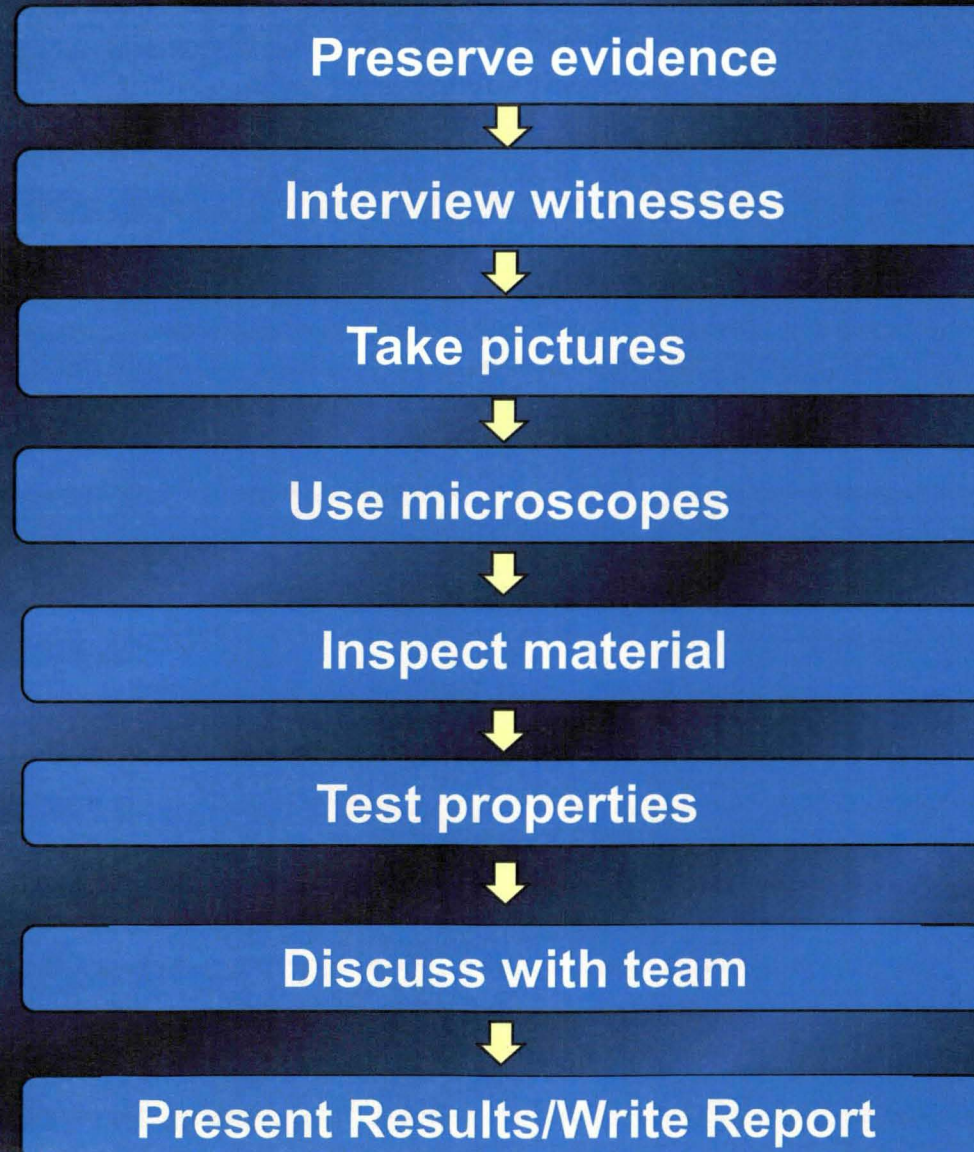 Preserve evidence
Interview witnesses
Take pictures
Use microscopes
Inspect material
Test properties
Discuss with team
Present Results/Write Report